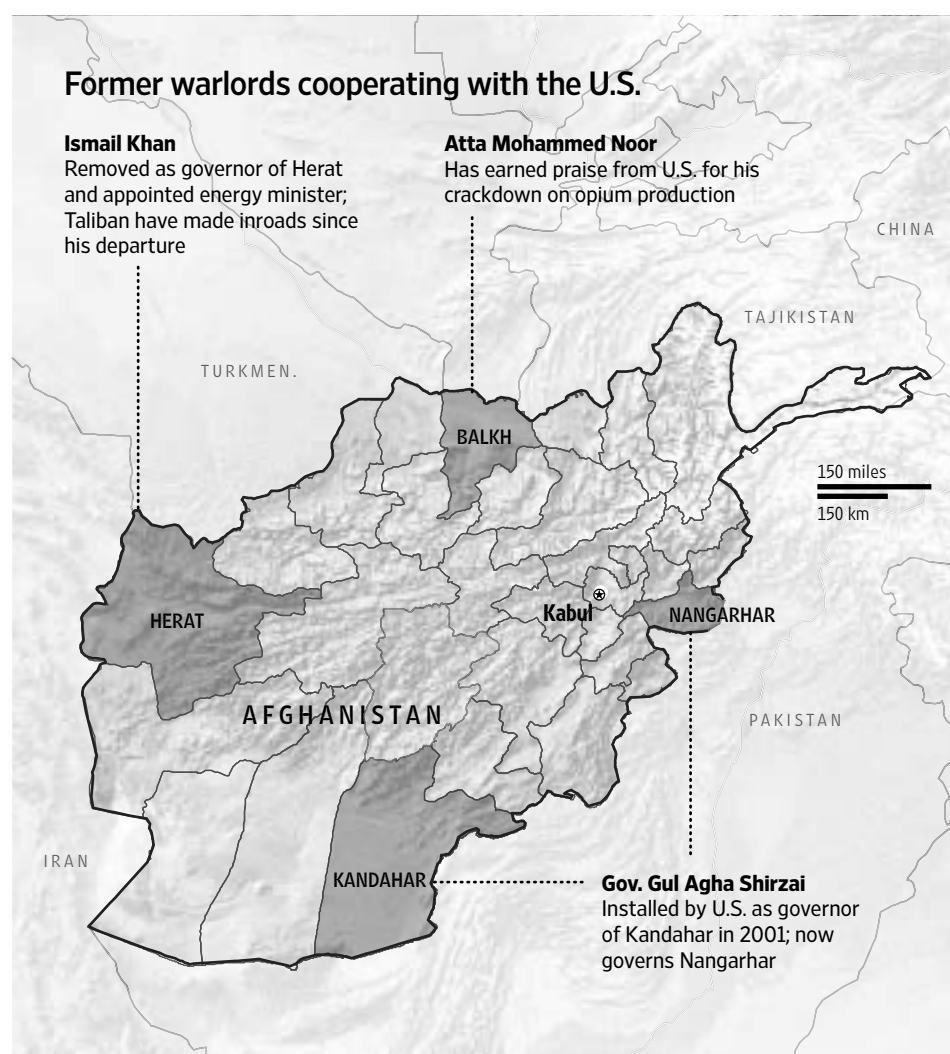 Former warlords cooperating with the U.S.
Ismail Khan
Removed as governor of Herat
and appointed energy minister;
Taliban have made inroads since
his departure
Atta Mohammed Noor
Has earned praise from U.S. for his
crackdown on opium production
CHINA
TAJIKISTAN
TURKMEN.
BALKH
150 miles
150 km
HERAT
Kabul
NANGARHAR
AFGHANISTAN
PAKISTAN
IRAN
KANDAHAR
Gov. Gul Agha Shirzai
Installed by U.S. as governor
of Kandahar in 2001; now
governs Nangarhar